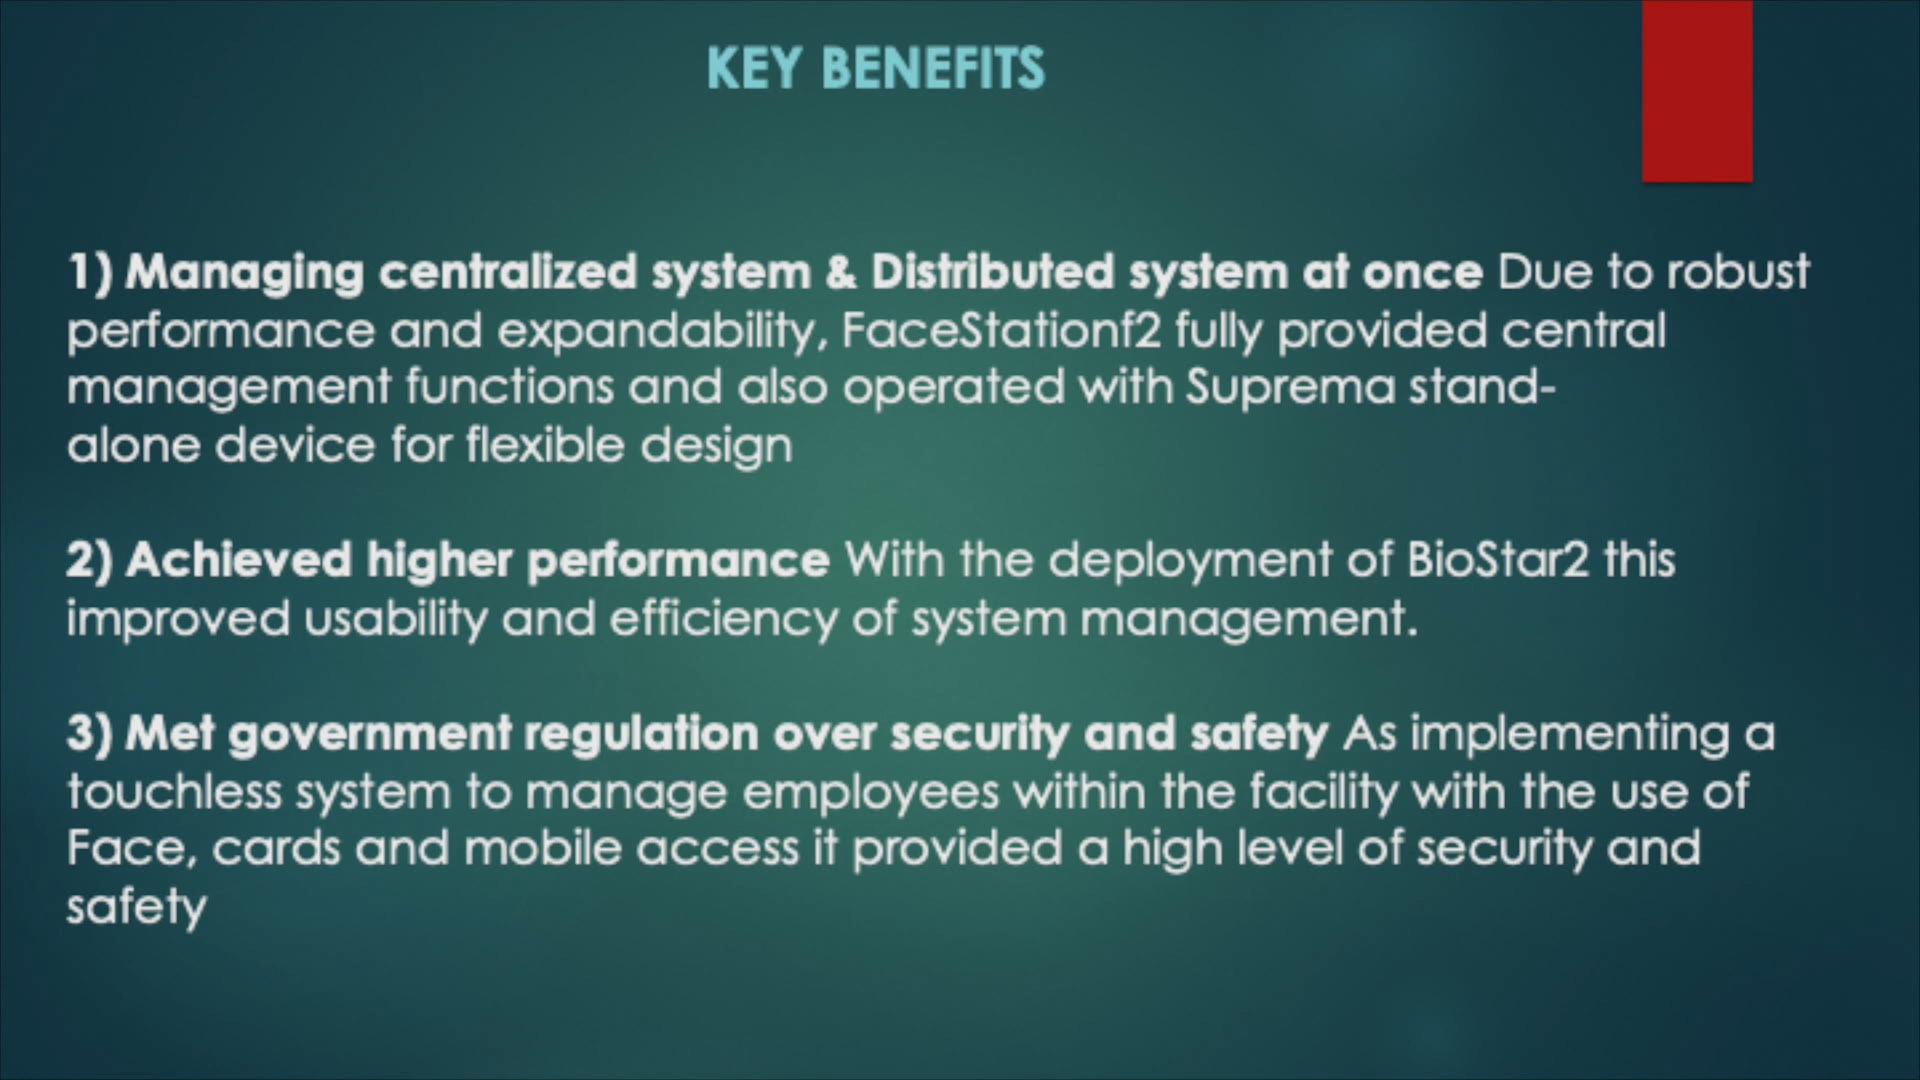 KEY BENEFITS
1) Managing centralized system & Distributed system at once Due to robust
performance and expandability, FaceStationf2 fully provided central
management functions and also operated with Suprema stand-
alone device for flexible design
2) Achieved higher performance With the deployment of BioStar2 this
improved usability and efficiency of system management.
3) Met government regulation over security and safety As implementing a
touchless system to manage employees within the facility with the use of
Face, cards and mobile access it provided a high level of security and
safety